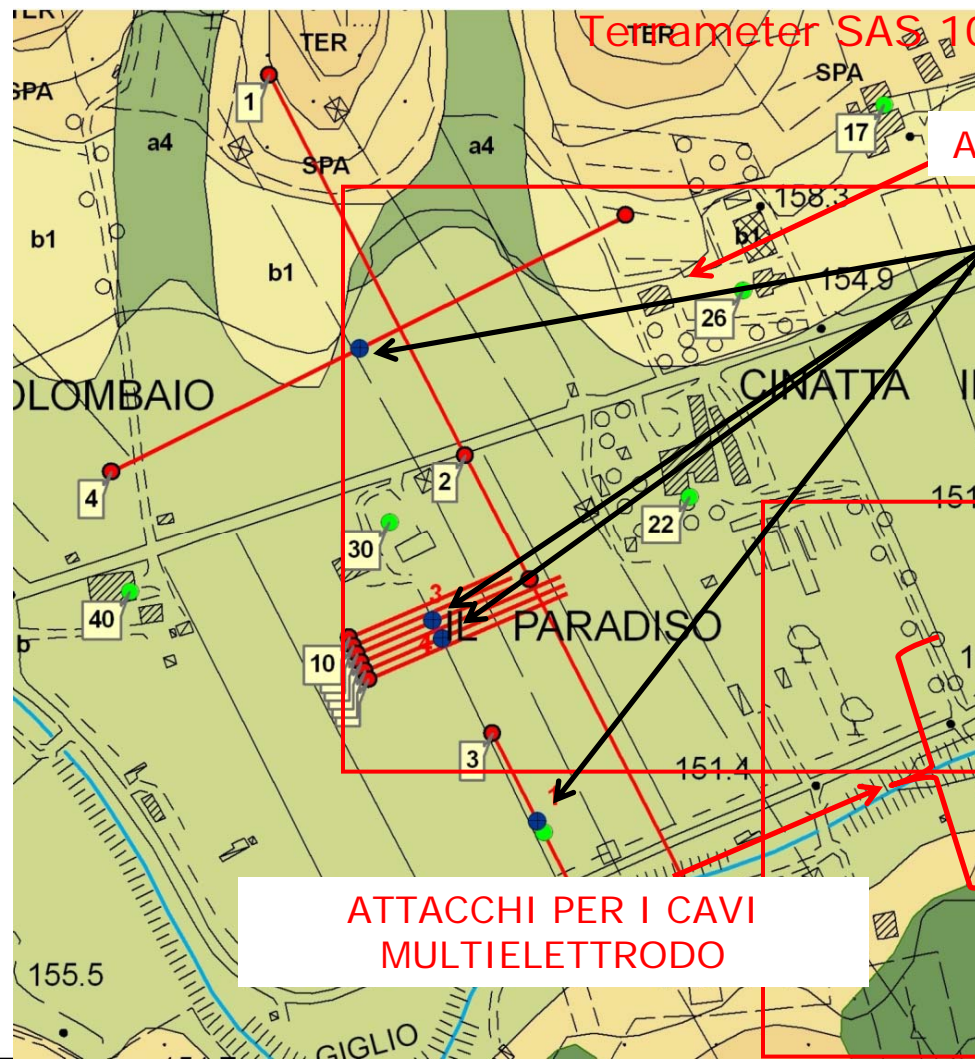 TER
TER
TER
Terrameter SAS 10
SPA
SPA
1
17
a4
SPA
a4
A
158.3
b1
b1
b1
154.9
26
OLOMBAIO
CINATTA
4
2
22
151.
30
3
40
IL PARADISO
4
b
10
1
3
151.4
1
ATTACCHI PER I CAVI
MULTIELETTRODO
155.5
GIGLIO